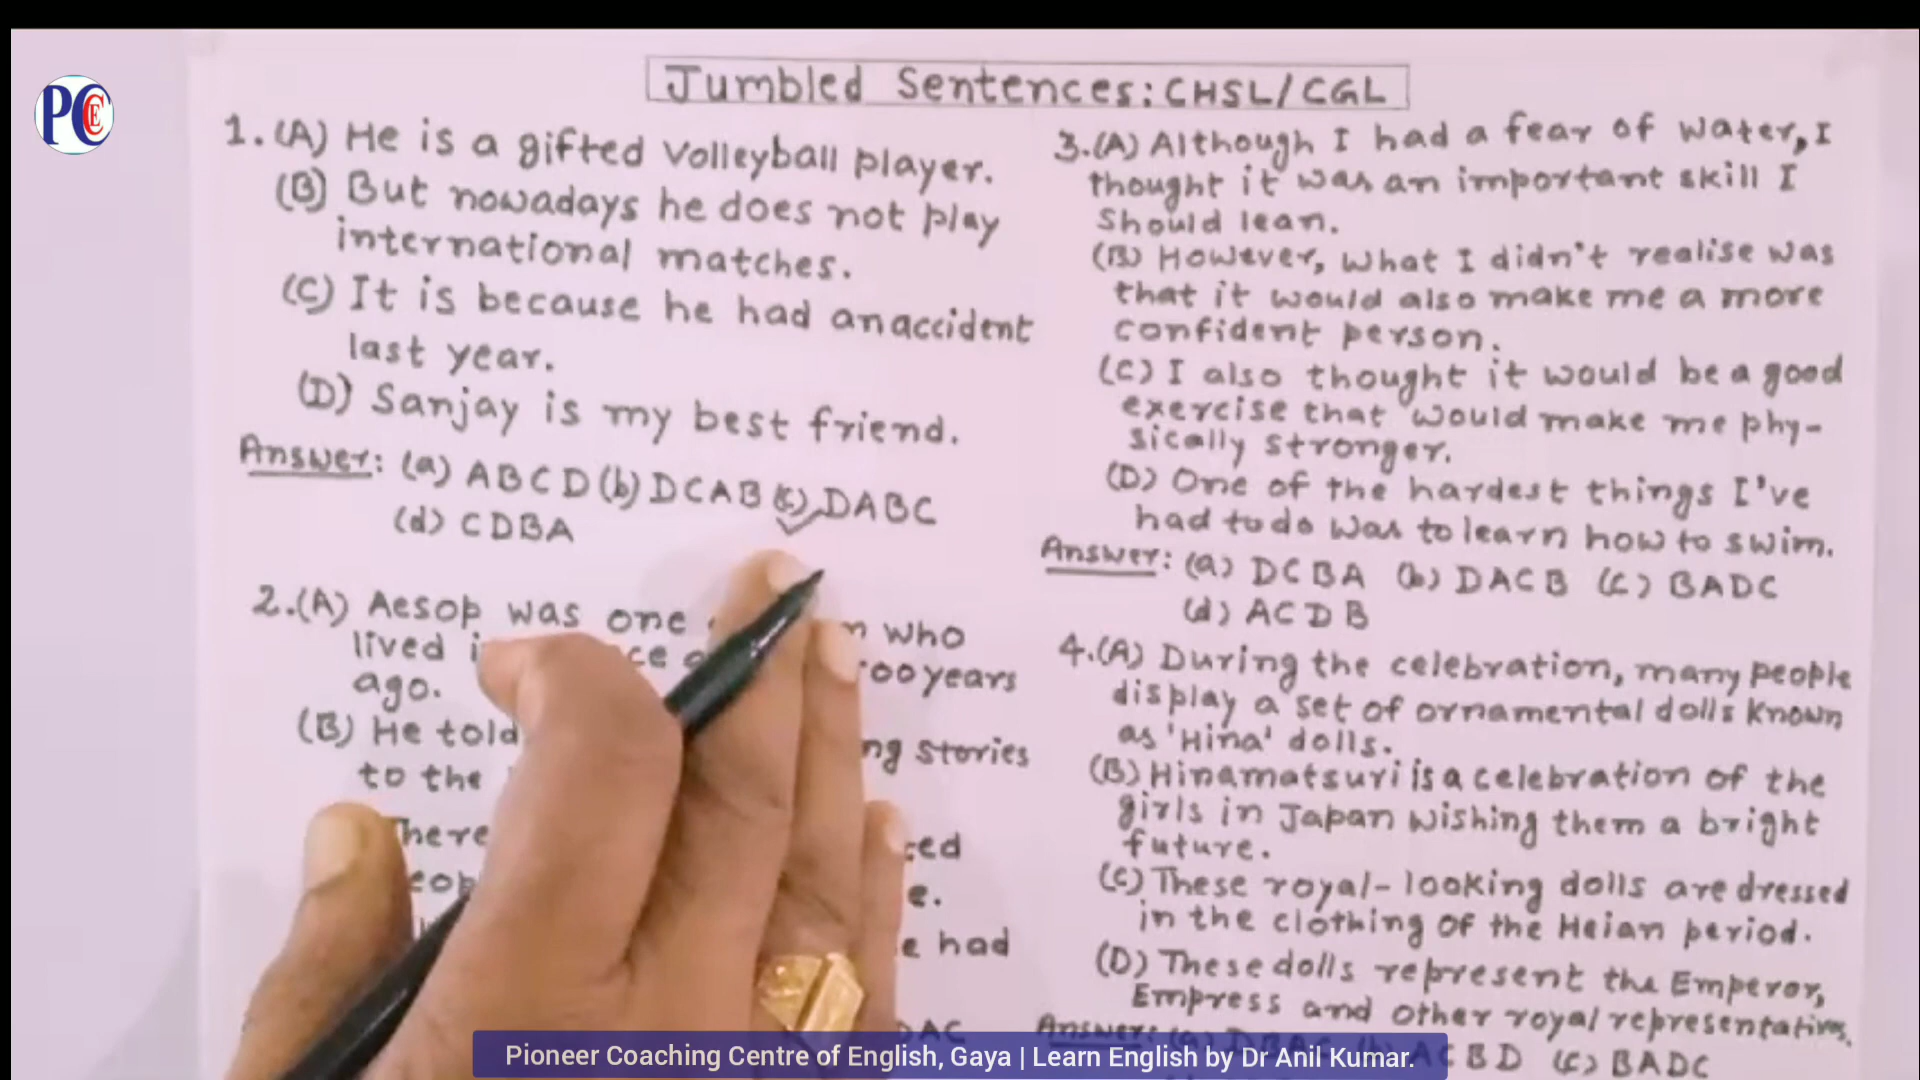 PCC E
Jumbled Sentences: CHSL/CGL
1. (A) He is a gifted volleyball player.
(B) But nowadays he does not play
international matches.
(C) It is because he had an accident
last year.
(D) Sanjay is my best friend.
Answer: (a) ABCD (b) DCAB (c) DABC
(d) CDBA
2. (A) Aesop was one who
lived years
ago.
(B) He told stories
to the
had
3. (A) Although I had a fear of water, I
thought it was an important skill I
should lean.
(B) However, what I didn't realise was
that it would also make me a more
confident person.
(C) I also thought it would be a good
exercise that would make me phy-
sically stronger.
(D) One of the hardest things I've
had to do was to learn how to swim.
Answer: (a) DCBA (b) DACB (c) BADC
(d) ACDB
4. (A) During the celebration, many people
display a set of ornamental dolls known
as 'Hina' dolls.
(B) Hinamatsuri is a celebration of the
girls in Japan wishing them a bright
future.
(C) These royal-looking dolls are dressed
in the clothing of the Heian period.
(D) These dolls represent the Emperor,
Empress and other royal representatives.
Answer: (c) BADC
Pioneer Coaching Centre of English, Gaya | Learn English by Dr Anil Kumar.